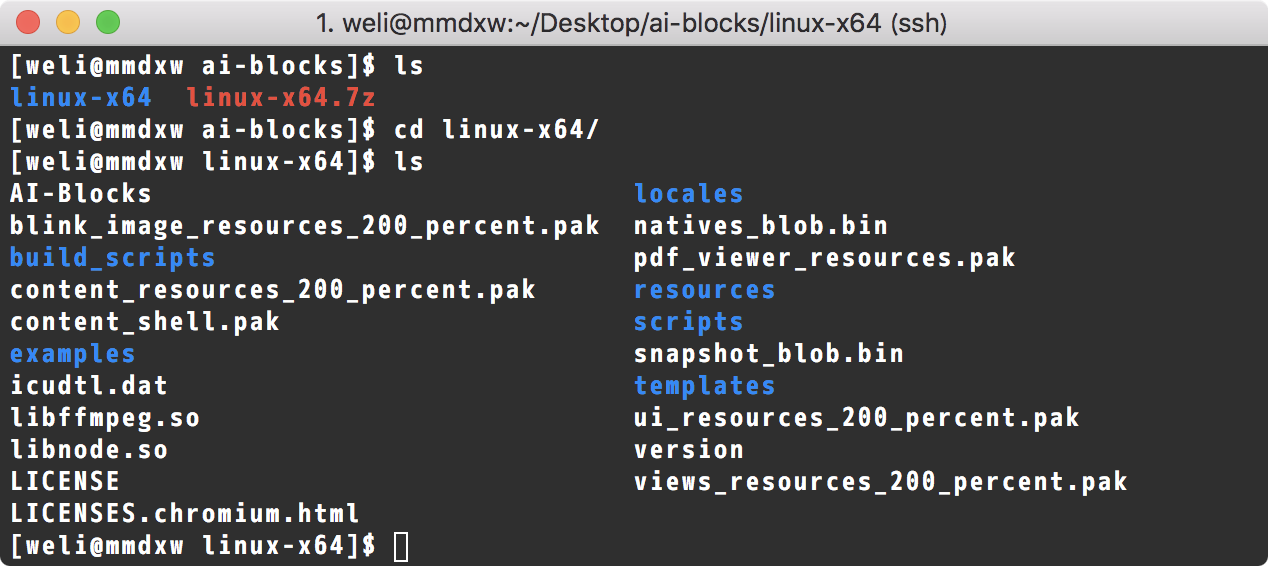 1. weli@mmdxw:~/Desktop/ai-blocks/linux-x64 (ssh)
[weli@mmdxw ai-blocks]$ ls
linux-x64  linux-x64.7z
[weli@mmdxw ai-blocks]$ cd linux-x64/
[weli@mmdxw linux-x64]$ ls
AI-Blocks                              locales
blink_image_resources_200_percent.pak  natives_blob.bin
build_scripts                          pdf_viewer_resources.pak
content_resources_200_percent.pak      resources
content_shell.pak                      scripts
examples                               snapshot_blob.bin
icudtl.dat                             templates
libffmpeg.so                           ui_resources_200_percent.pak
libnode.so                             version
LICENSE                                views_resources_200_percent.pak
LICENSES.chromium.html
[weli@mmdxw linux-x64]$